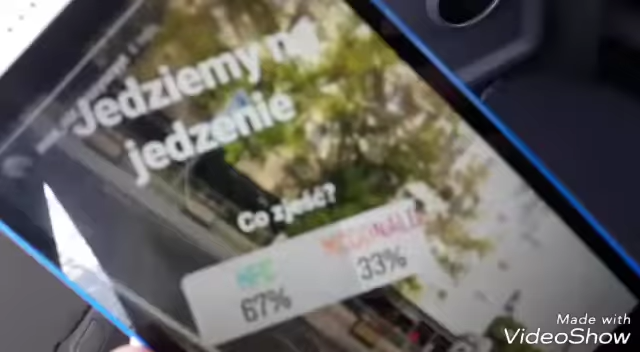 Jedziemy na
jedzenie
Co zjeść?
67%
33%
Made with
VideoShow